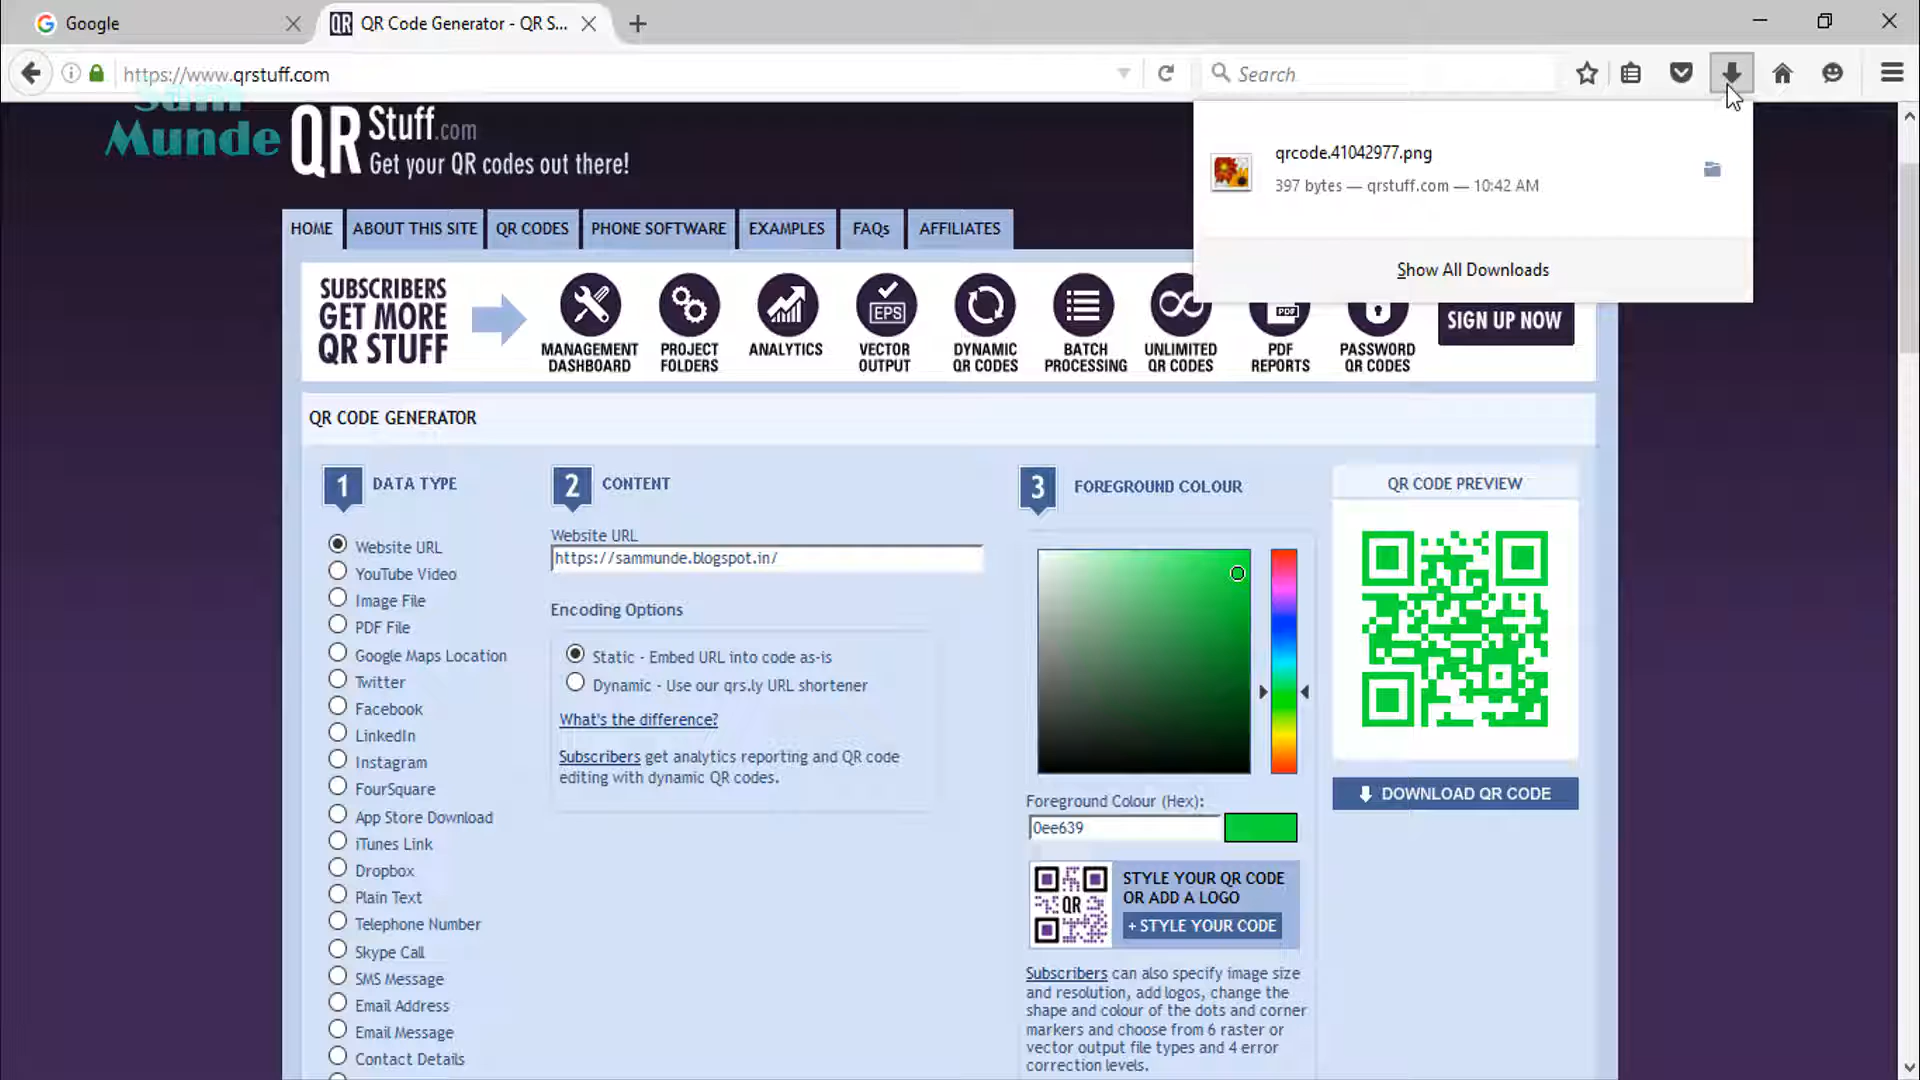 Google
QR Code Generator - QR S...
https://www.qrstuff.com
Search
Sam
Munde
QR Stuff.com
Get your QR codes out there!
qrcode.41042977.png
397 bytes — qrstuff.com — 10:42 AM
Show All Downloads
HOME
ABOUT THIS SITE
QR CODES
PHONE SOFTWARE
EXAMPLES
FAQs
AFFILIATES
SUBSCRIBERS
GET MORE
QR STUFF
MANAGEMENT
DASHBOARD
PROJECT
FOLDERS
ANALYTICS
EPS
VECTOR
OUTPUT
DYNAMIC
QR CODES
BATCH
PROCESSING
UNLIMITED
QR CODES
PDF
PDF
REPORTS
PASSWORD
QR CODES
SIGN UP NOW
QR CODE GENERATOR
1 DATA TYPE
Website URL
YouTube Video
Image File
PDF File
Google Maps Location
Twitter
Facebook
LinkedIn
Instagram
FourSquare
App Store Download
iTunes Link
Dropbox
Plain Text
Telephone Number
Skype Call
SMS Message
Email Address
Email Message
Contact Details
2 CONTENT
Website URL
https://sammunde.blogspot.in/
Encoding Options
Static - Embed URL into code as-is
Dynamic - Use our qrs.ly URL shortener
What's the difference?
Subscribers get analytics reporting and QR code
editing with dynamic QR codes.
3 FOREGROUND COLOUR
Foreground Colour (Hex):
0ee639
QR
STYLE YOUR QR CODE
OR ADD A LOGO
+ STYLE YOUR CODE
Subscribers can also specify image size
and resolution, add logos, change the
shape and colour of the dots and corner
markers and choose from 6 raster or
vector output file types and 4 error
correction levels.
QR CODE PREVIEW
DOWNLOAD QR CODE